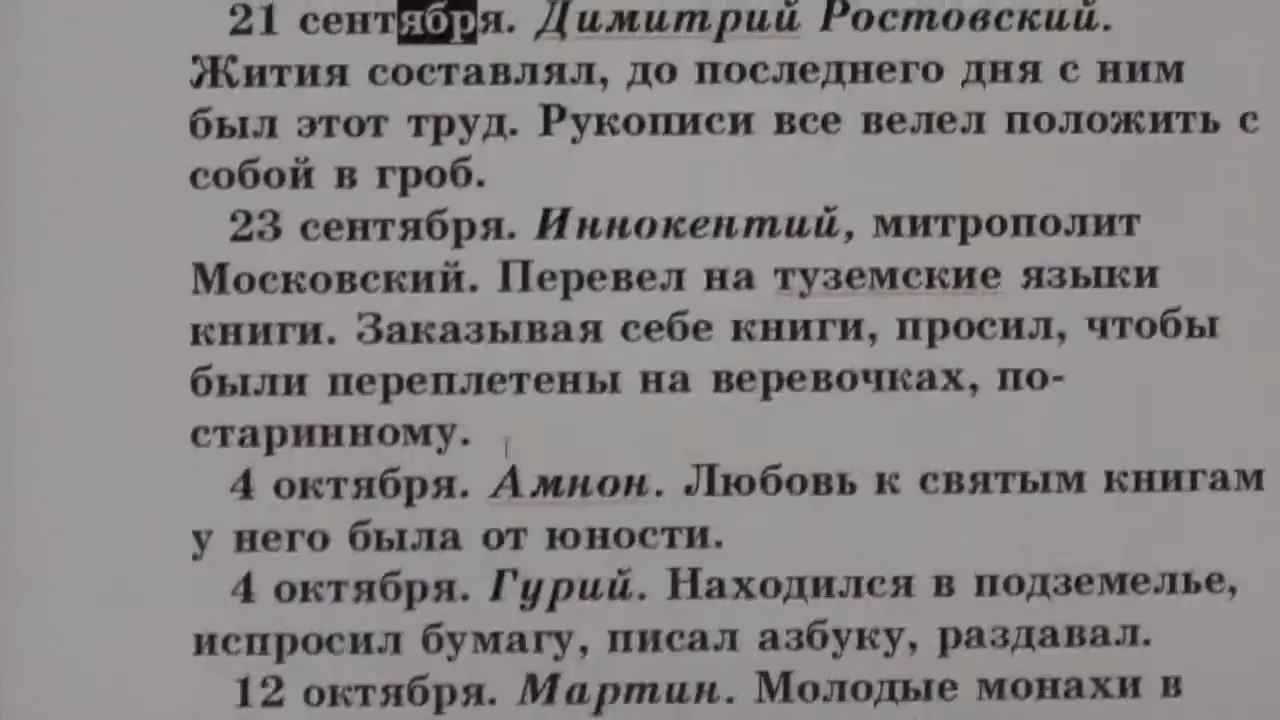 21 сентября. Димитрий Ростовский.
Жития составлял, до последнего дня с ним
был этот труд. Рукописи все велел положить с
собой в гроб.
23 сентября. Иннокентий, митрополит
Московский. Перевел на туземские языки
книги. Заказывая себе книги, просил, чтобы
были переплетены на веревочках, по-
старинному.
4 октября. Амнон. Любовь к святым книгам
у него была от юности.
4 октября. Гурий. Находился в подземелье,
испросил бумагу, писал азбуку, раздавал.
12 октября. Мартин. Молодые монахи в